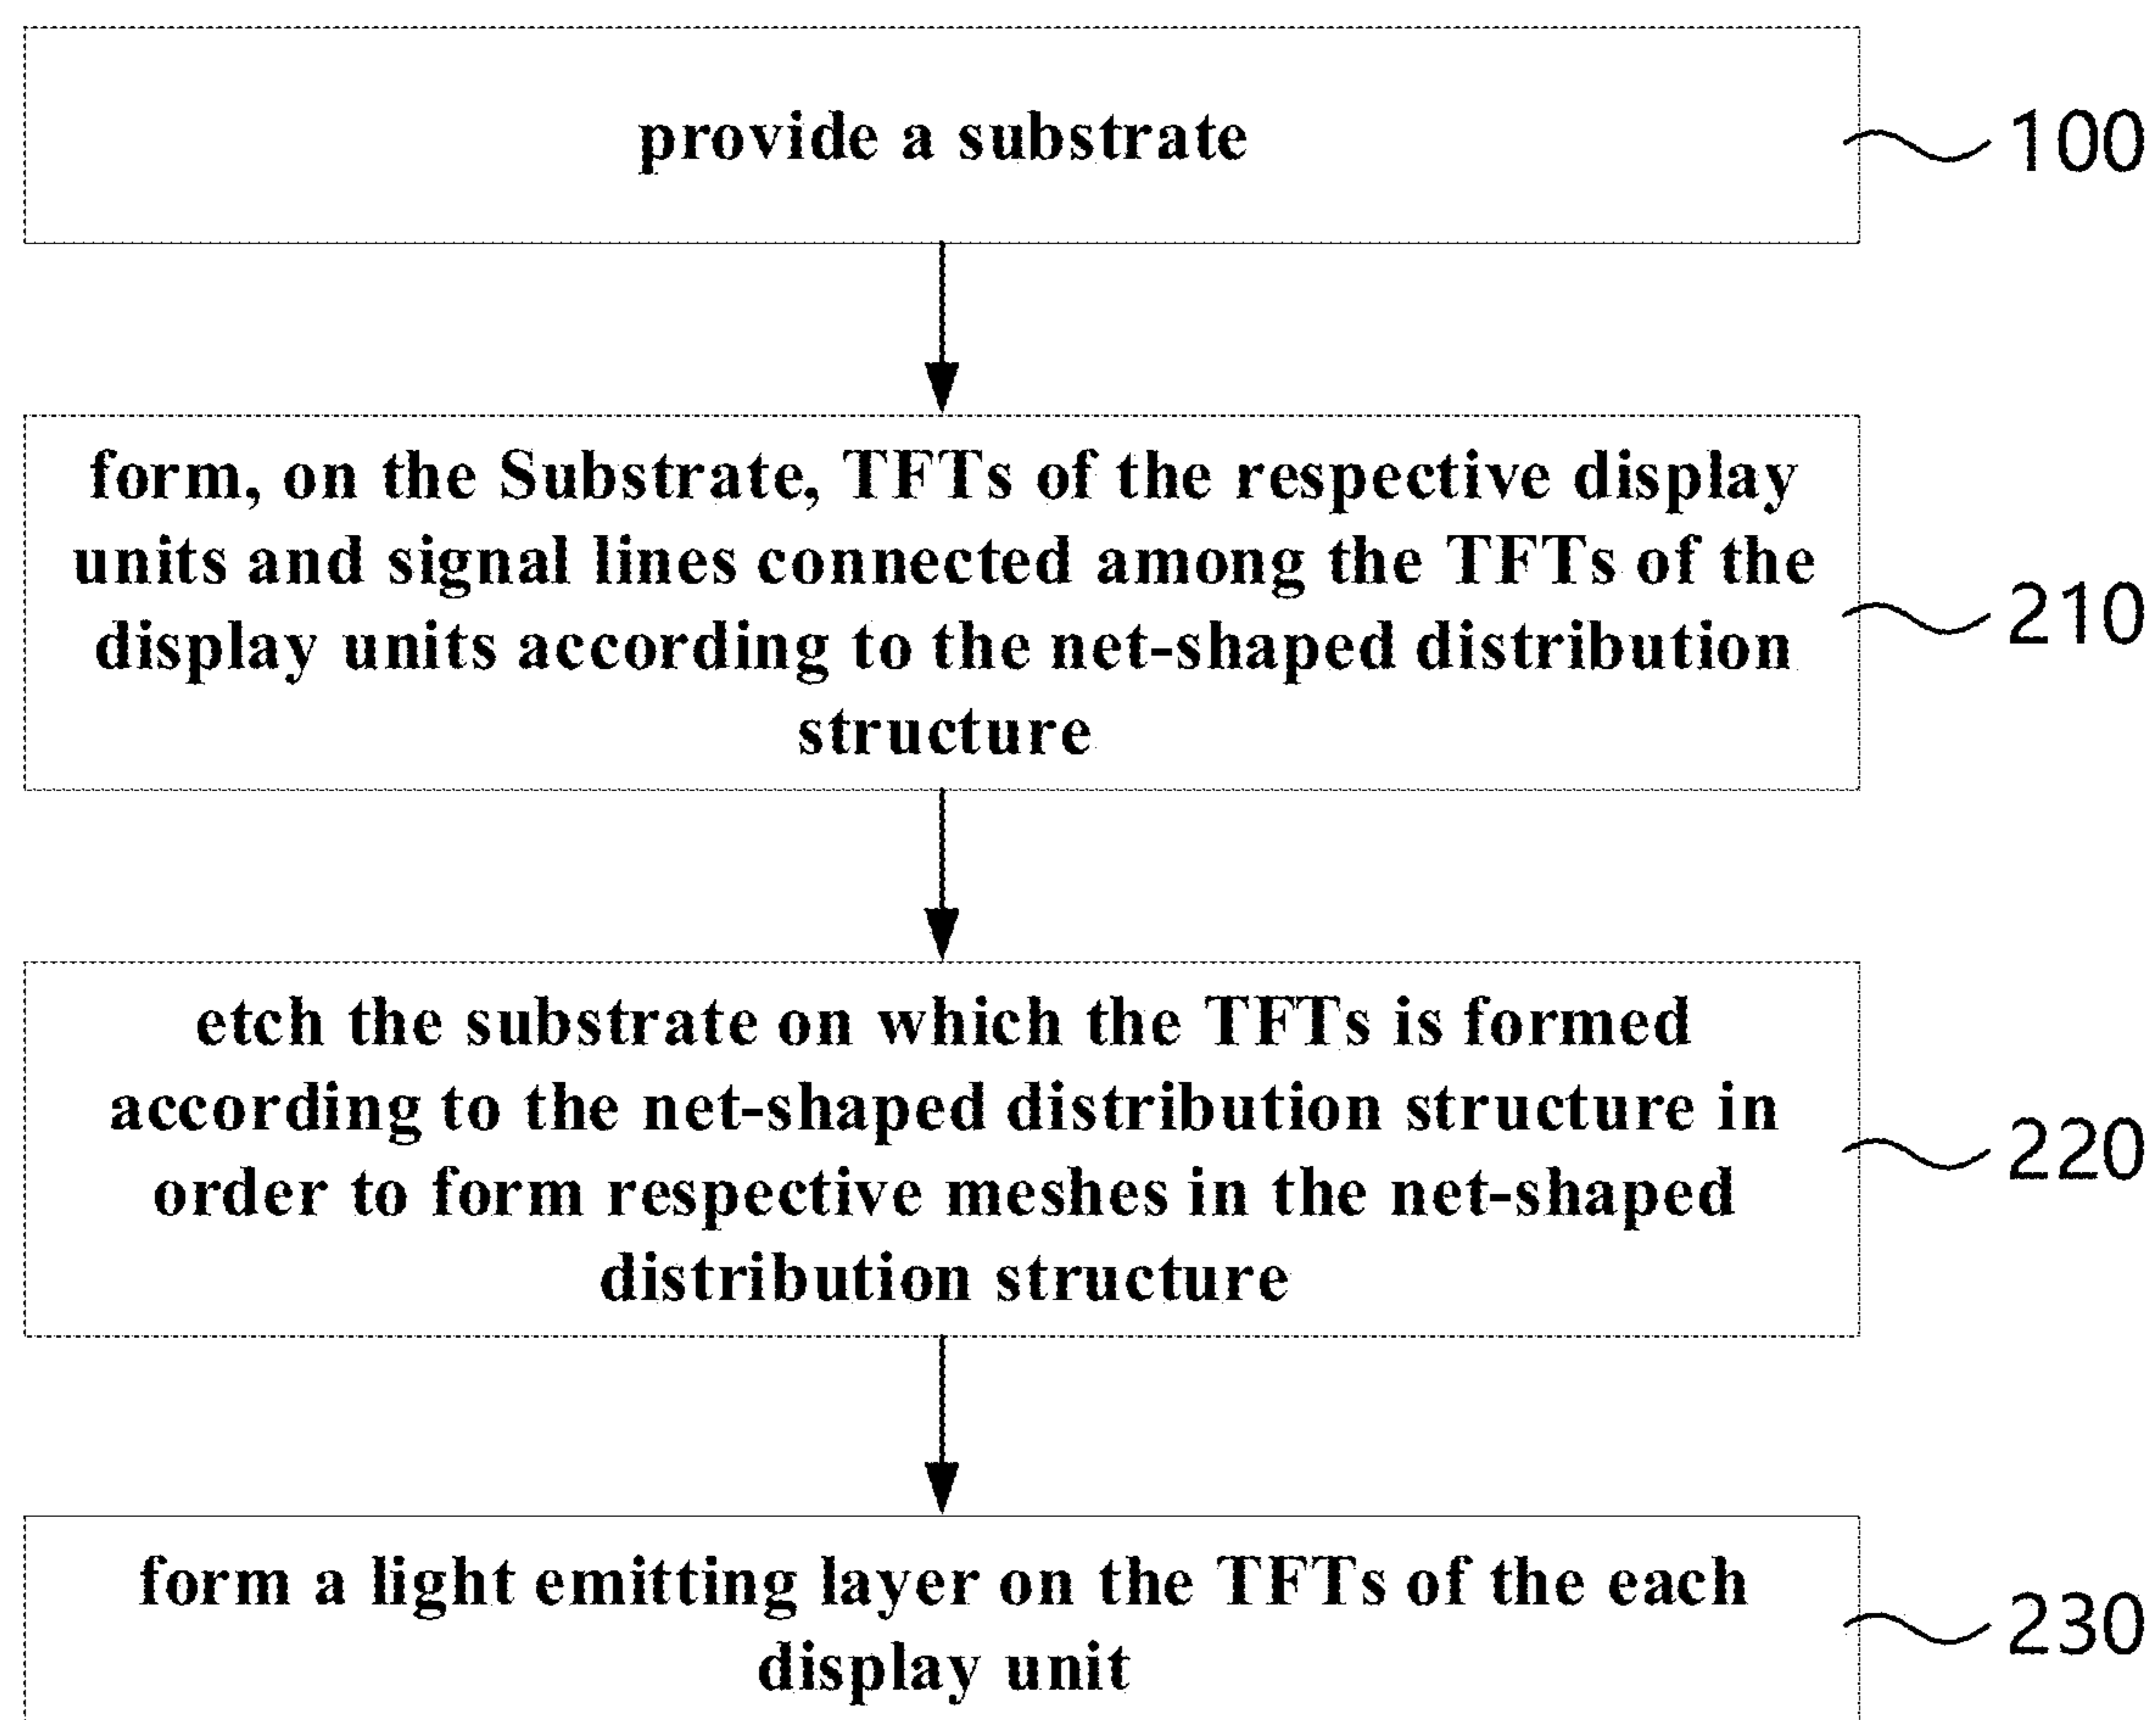 provide a substrate
100
form, on the Substrate, TFTs of the respective display
units and signal lines connected among the TFTs of the
display units according to the net-shaped distribution
structure
210
etch the substrate on which the TFTs is formed
according to the net-shaped distribution structure in
order to form respective meshes in the net-shaped
distribution structure
220
form a light emitting layer on the TFTs of the each
display unit
230